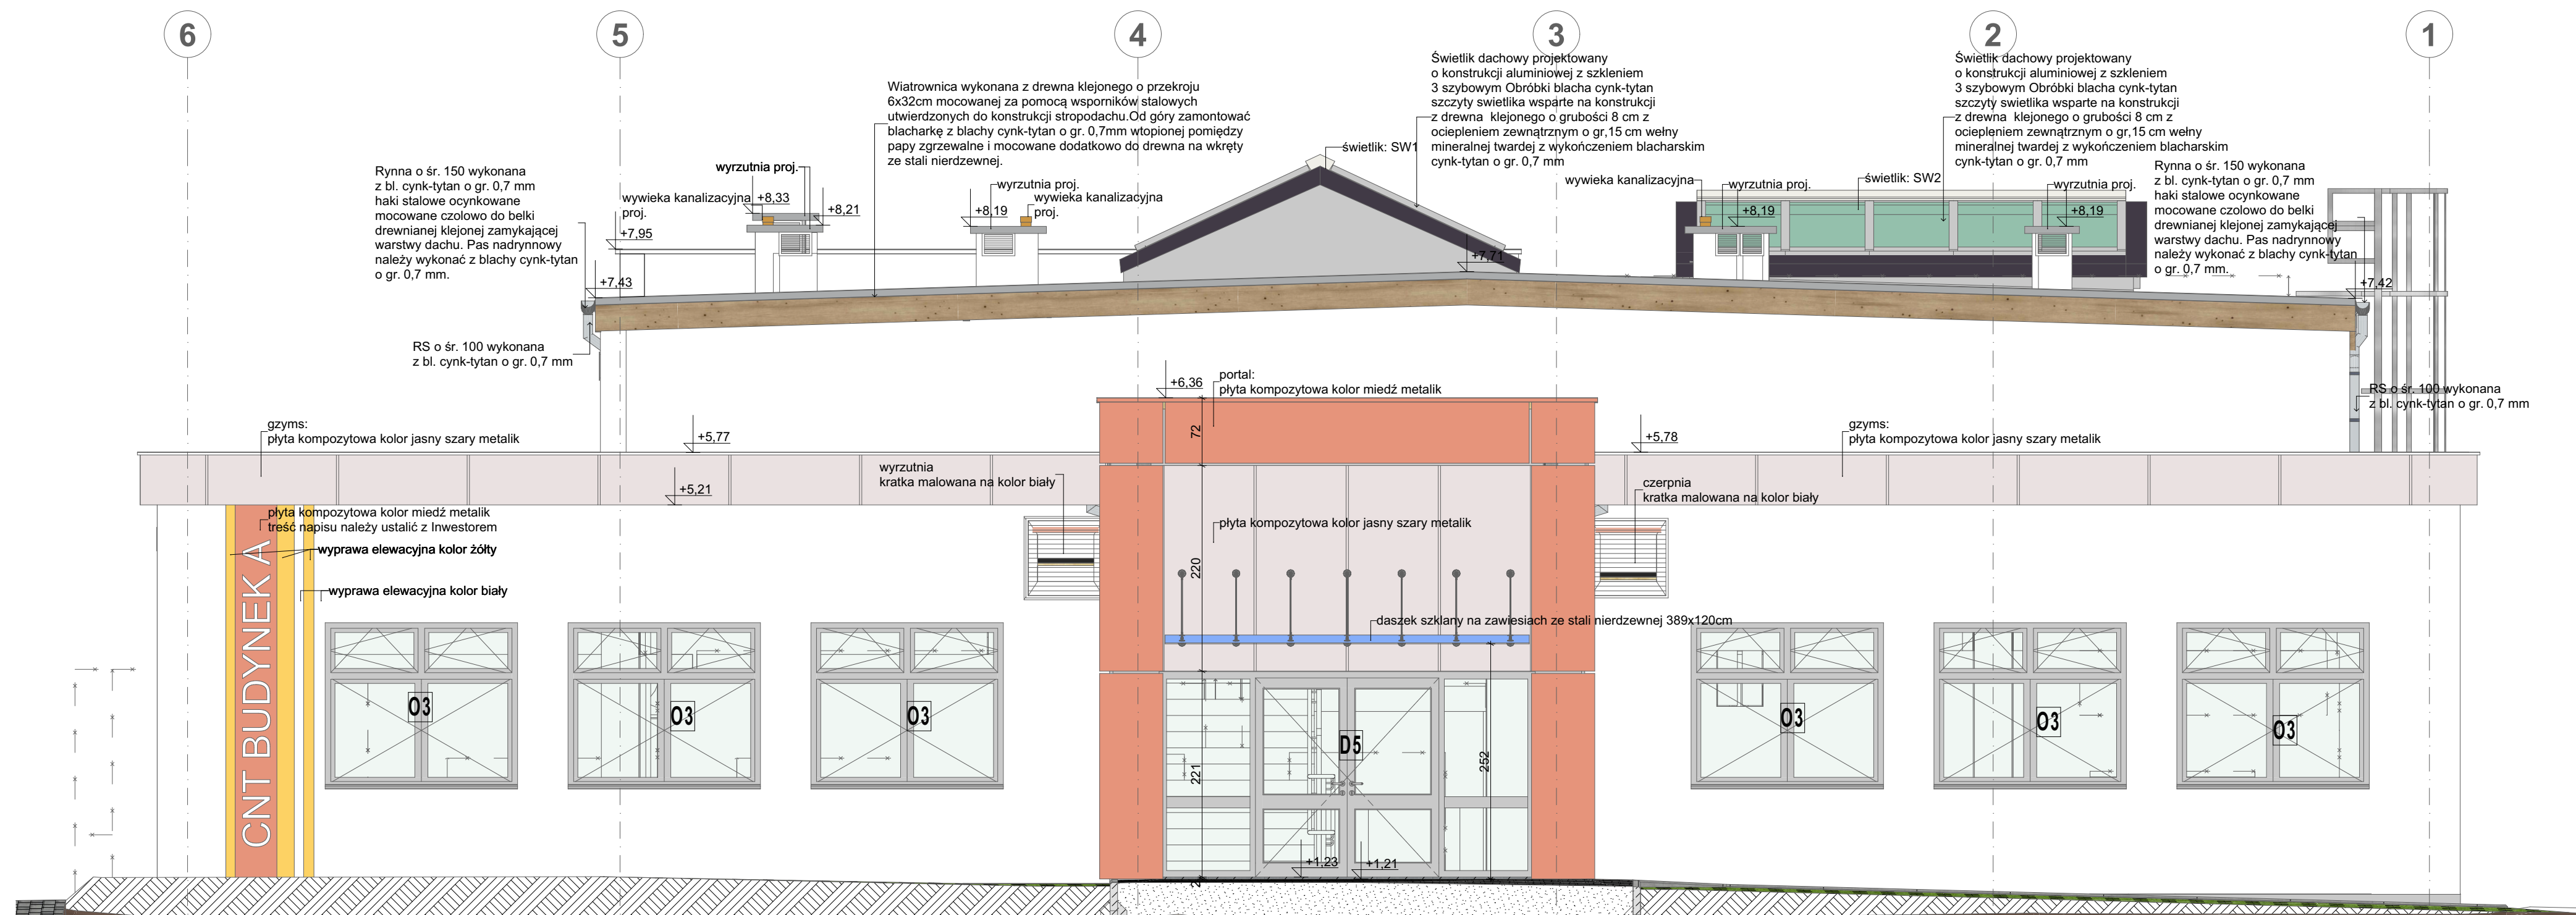 6
5
4
3
2
1
Świetlik dachowy projektowany
o konstrukcji aluminiowej z szkleniem
3 szybowym Obróbki blacha cynk-tytan
szczyty swietlika wsparte na konstrukcji
z drewna  klejonego o grubości 8 cm z
ociepleniem zewnątrznym o gr,15 cm wełny
mineralnej twardej z wykończeniem blacharskim
cynk-tytan o gr. 0,7 mm
Świetlik dachowy projektowany
o konstrukcji aluminiowej z szkleniem
3 szybowym Obróbki blacha cynk-tytan
szczyty swietlika wsparte na konstrukcji
z drewna  klejonego o grubości 8 cm z
ociepleniem zewnątrznym o gr,15 cm wełny
mineralnej twardej z wykończeniem blacharskim
cynk-tytan o gr. 0,7 mm
Wiatrownica wykonana z drewna klejonego o przekroju
6x32cm mocowanej za pomocą wsporników stalowych
utwierdzonych do konstrukcji stropodachu.Od góry zamontować
blacharkę z blachy cynk-tytan o gr. 0,7mm wtopionej pomiędzy
papy zgrzewalne i mocowane dodatkowo do drewna na wkręty
ze stali nierdzewnej.
Rynna o śr. 150 wykonana
z bl. cynk-tytan o gr. 0,7 mm
haki stalowe ocynkowane
mocowane czolowo do belki
drewnianej klejonej zamykającej
warstwy dachu. Pas nadrynnowy
należy wykonać z blachy cynk-tytan
o gr. 0,7 mm.
Rynna o śr. 150 wykonana
z bl. cynk-tytan o gr. 0,7 mm
haki stalowe ocynkowane
mocowane czolowo do belki
drewnianej klejonej zamykającej
warstwy dachu. Pas nadrynnowy
należy wykonać z blachy cynk-tytan
o gr. 0,7 mm.
wyrzutnia proj.
wywieka kanalizacyjna
proj.
+8,33
+8,21
+7,95
+7,43
wyrzutnia proj.
wywieka kanalizacyjna
proj.
+8,19
świetlik: SW1
+7,71
wywieka kanalizacyjna
wyrzutnia proj.
+8,19
świetlik: SW2
wyrzutnia proj.
+8,19
+7,42
RS o śr. 100 wykonana
z bl. cynk-tytan o gr. 0,7 mm
RS o śr. 100 wykonana
z bl. cynk-tytan o gr. 0,7 mm
+6,36
portal:
płyta kompozytowa kolor miedź metalik
72
gzyms:
płyta kompozytowa kolor jasny szary metalik
+5,77
+5,21
wyrzutnia
kratka malowana na kolor biały
+5,78
gzyms:
płyta kompozytowa kolor jasny szary metalik
czerpnia
kratka malowana na kolor biały
płyta kompozytowa kolor miedź metalik
treść napisu należy ustalić z Inwestorem
wyprawa elewacyjna kolor żółty
wyprawa elewacyjna kolor biały
płyta kompozytowa kolor jasny szary metalik
220
daszek szklany na zawiesiach ze stali nierdzewnej 389x120cm
CNT BUDYNEK A
O3
O3
O3
D5
O3
O3
O3
221
252
+1,23
+1,21